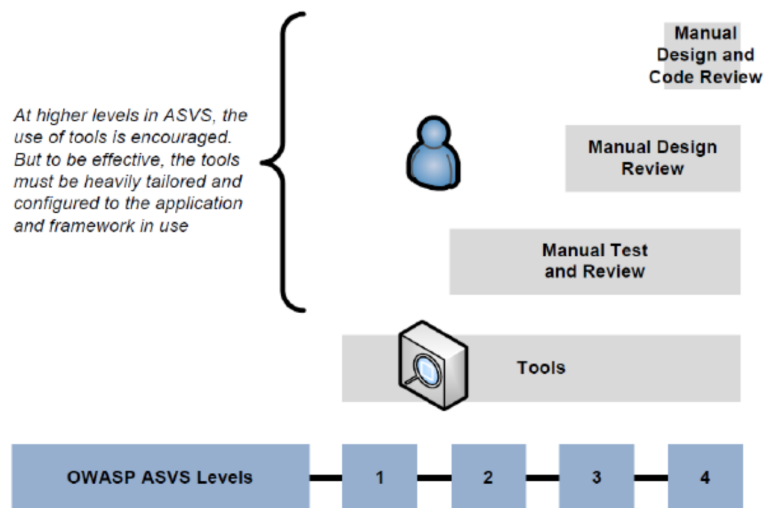 Manual
Design and
Code Review
At higher levels in ASVS, the
use of tools is encouraged.
But to be effective, the tools
must be heavily tailored and
configured to the application
and framework in use
Manual Design
Review
Manual Test
and Review
Tools
OWASP ASVS Levels
1
2
3
4